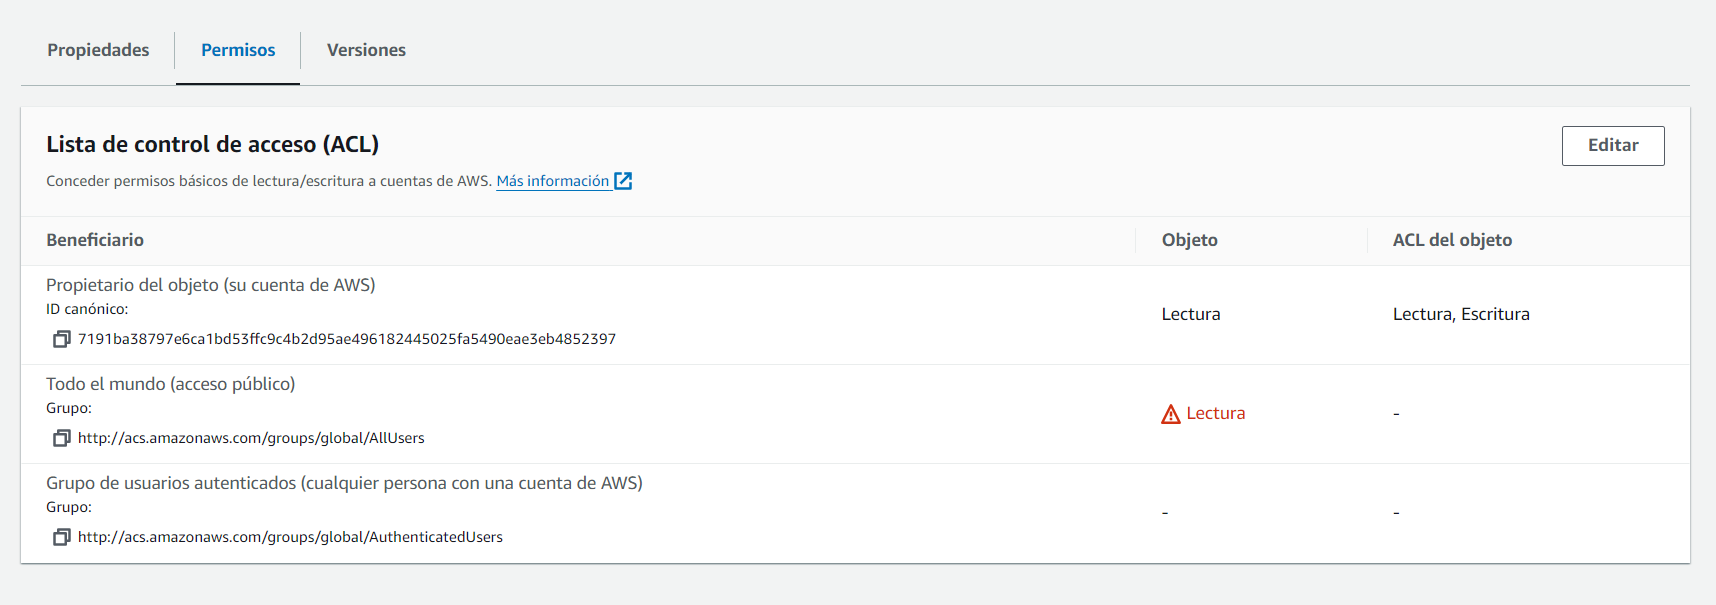 Propiedades
Permisos
Versiones
Lista de control de acceso (ACL)
Editar
Conceder permisos básicos de lectura/escritura a cuentas de AWS. Más información
Beneficiario
Objeto
ACL del objeto
Propietario del objeto (su cuenta de AWS)
ID canónico:
7191ba38797e6ca1bd53ffc9c4b2d95ae496182445025fa5490eae3eb4852397
Lectura
Lectura, Escritura
Todo el mundo (acceso público)
Grupo:
http://acs.amazonaws.com/groups/global/AllUsers
Lectura
-
Grupo de usuarios autenticados (cualquier persona con una cuenta de AWS)
Grupo:
http://acs.amazonaws.com/groups/global/AuthenticatedUsers
-
-